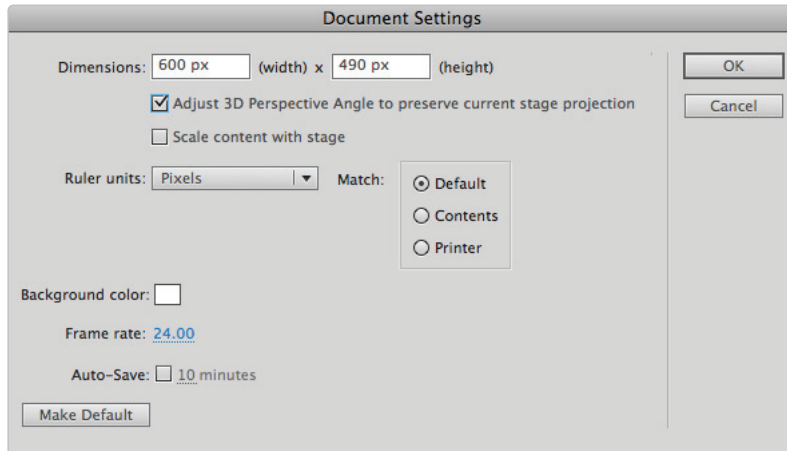 Document Settings
Dimensions: 600 px (width) x 490 px (height)
OK
Adjust 3D Perspective Angle to preserve current stage projection
Cancel
Scale content with stage
Ruler units: Pixels Match: Default
Contents
Printer
Background color:
Frame rate: 24.00
Auto-Save: 10 minutes
Make Default